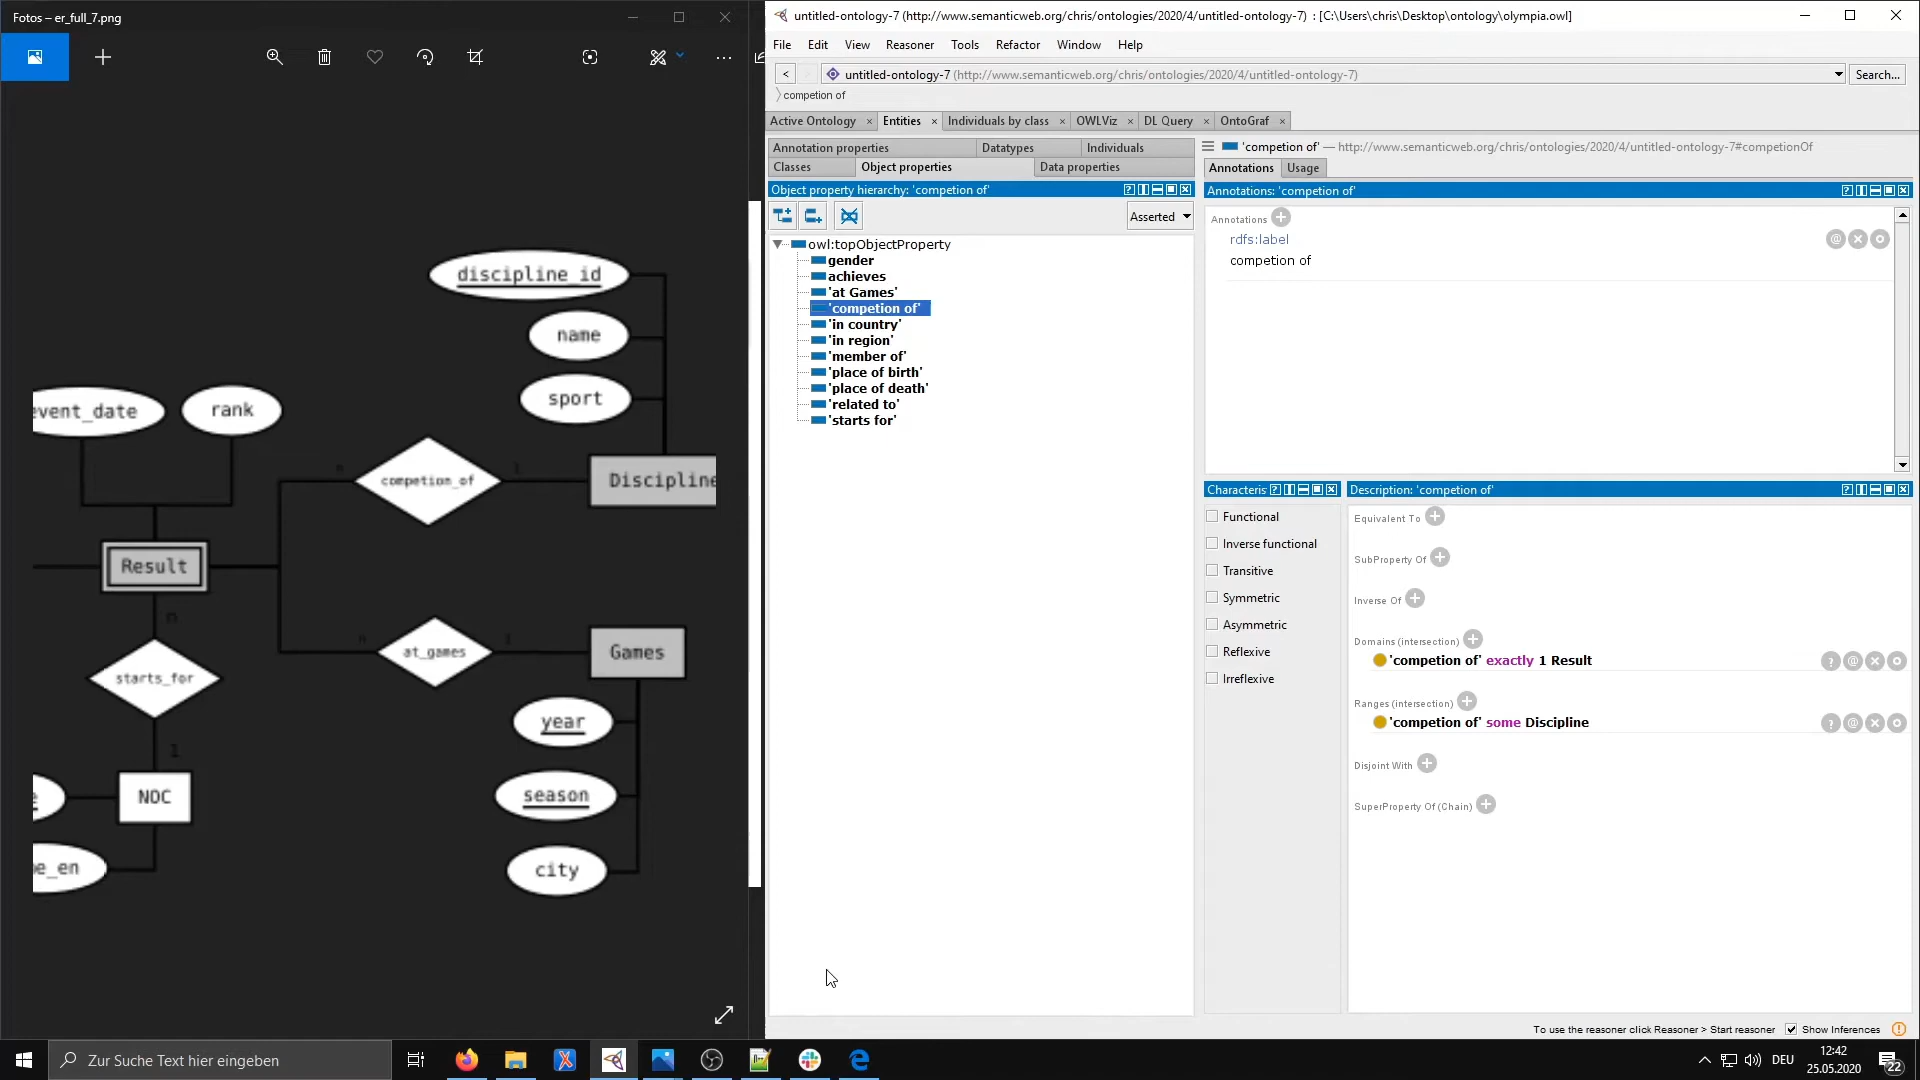 Fotos – er_full_7.png
discipline_id
name
sport
event_date
rank
competion_of
n
1
Discipline
Result
n
starts_for
1
n
at_games
1
Games
year
season
city
NOC
e
e_en
untitled-ontology-7 (http://www.semanticweb.org/chris/ontologies/2020/4/untitled-ontology-7) : [C:\Users\chris\Desktop\ontology\olympia.owl]
File Edit View Reasoner Tools Refactor Window Help
< untitled-ontology-7 (http://www.semanticweb.org/chris/ontologies/2020/4/untitled-ontology-7) Search...
competion of
Active Ontology × Entities × Individuals by class × OWLViz × DL Query × OntoGraf ×
Annotation properties Datatypes Individuals
Classes Object properties Data properties
Object property hierarchy: 'competion of'
Asserted
owl:topObjectProperty
gender
achieves
'at Games'
'competion of'
'in country'
'in region'
'member of'
'place of birth'
'place of death'
'related to'
'starts for'
'competion of' — http://www.semanticweb.org/chris/ontologies/2020/4/untitled-ontology-7#competionOf
Annotations Usage
Annotations: 'competion of'
Annotations
rdfs:label
competion of
Characteris
Functional
Inverse functional
Transitive
Symmetric
Asymmetric
Reflexive
Irreflexive
Description: 'competion of'
Equivalent To
SubProperty Of
Inverse Of
Domains (intersection)
'competion of' exactly 1 Result
Ranges (intersection)
'competion of' some Discipline
Disjoint With
SuperProperty Of (Chain)
To use the reasoner click Reasoner > Start reasoner Show Inferences
Zur Suche Text hier eingeben
DEU
12:42
25.05.2020
22